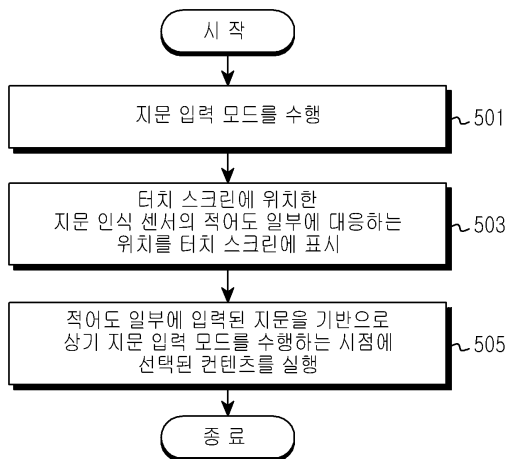 시 작
지문 입력 모드를 수행
501
터치 스크린에 위치한
지문 인식 센서의 적어도 일부에 대응하는
위치를 터치 스크린에 표시
503
적어도 일부에 입력된 지문을 기반으로
상기 지문 입력 모드를 수행하는 시점에
선택된 컨텐츠를 실행
505
종 료